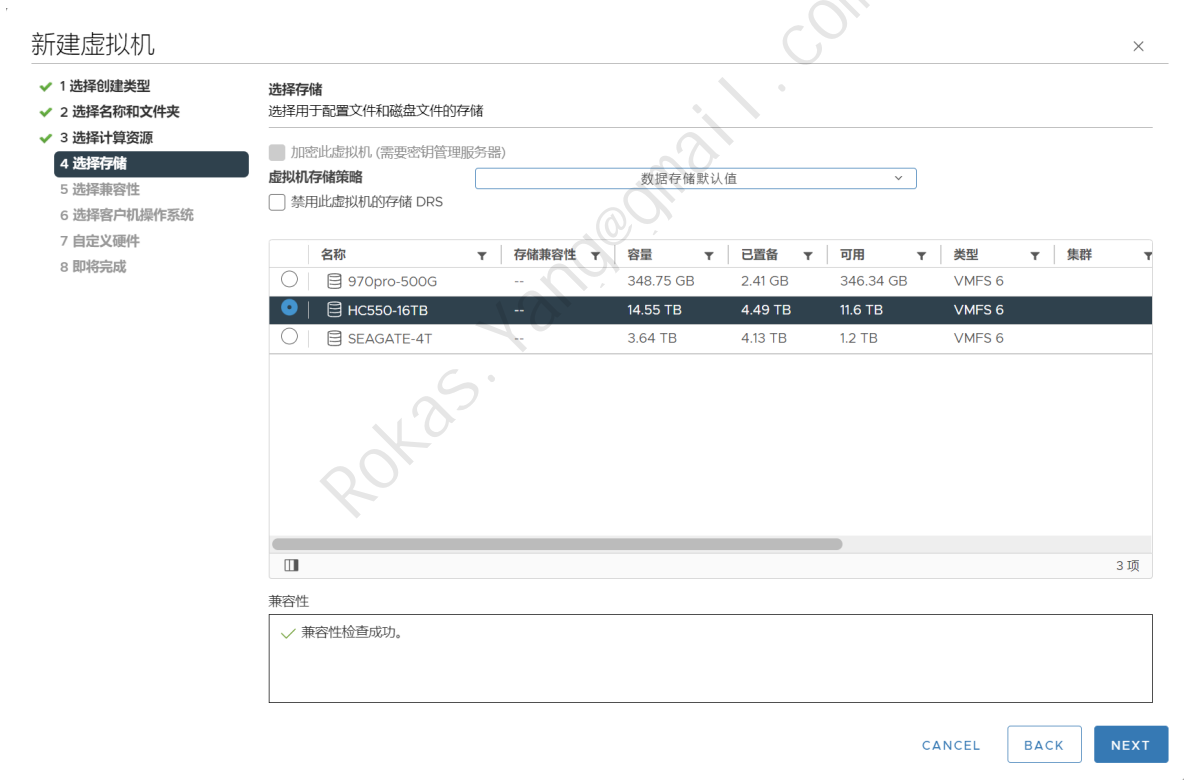 新建虚拟机
1 选择创建类型
2 选择名称和文件夹
3 选择计算资源
4 选择存储
5 选择兼容性
6 选择客户机操作系统
7 自定义硬件
8 即将完成
选择存储
选择用于配置文件和磁盘文件的存储
加密此虚拟机 (需要密钥管理服务器)
虚拟机存储策略 数据存储默认值
禁用此虚拟机的存储 DRS
名称 存储兼容性 容量 已置备 可用 类型 集群
970pro-500G -- 348.75 GB 2.41 GB 346.34 GB VMFS 6
HC550-16TB -- 14.55 TB 4.49 TB 11.6 TB VMFS 6
SEAGATE-4T -- 3.64 TB 4.13 TB 1.2 TB VMFS 6
3 项
兼容性
兼容性检查成功。
CANCEL BACK NEXT
Rokas.Yang@gmail.com